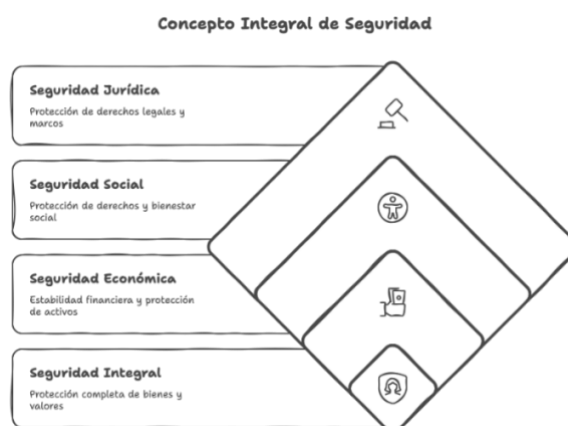 Concepto Integral de Seguridad
Seguridad Jurídica
Protección de derechos legales y
marcos
Seguridad Social
Protección de derechos y bienestar
social
Seguridad Económica
Estabilidad financiera y protección
de activos
Seguridad Integral
Protección completa de bienes y
valores